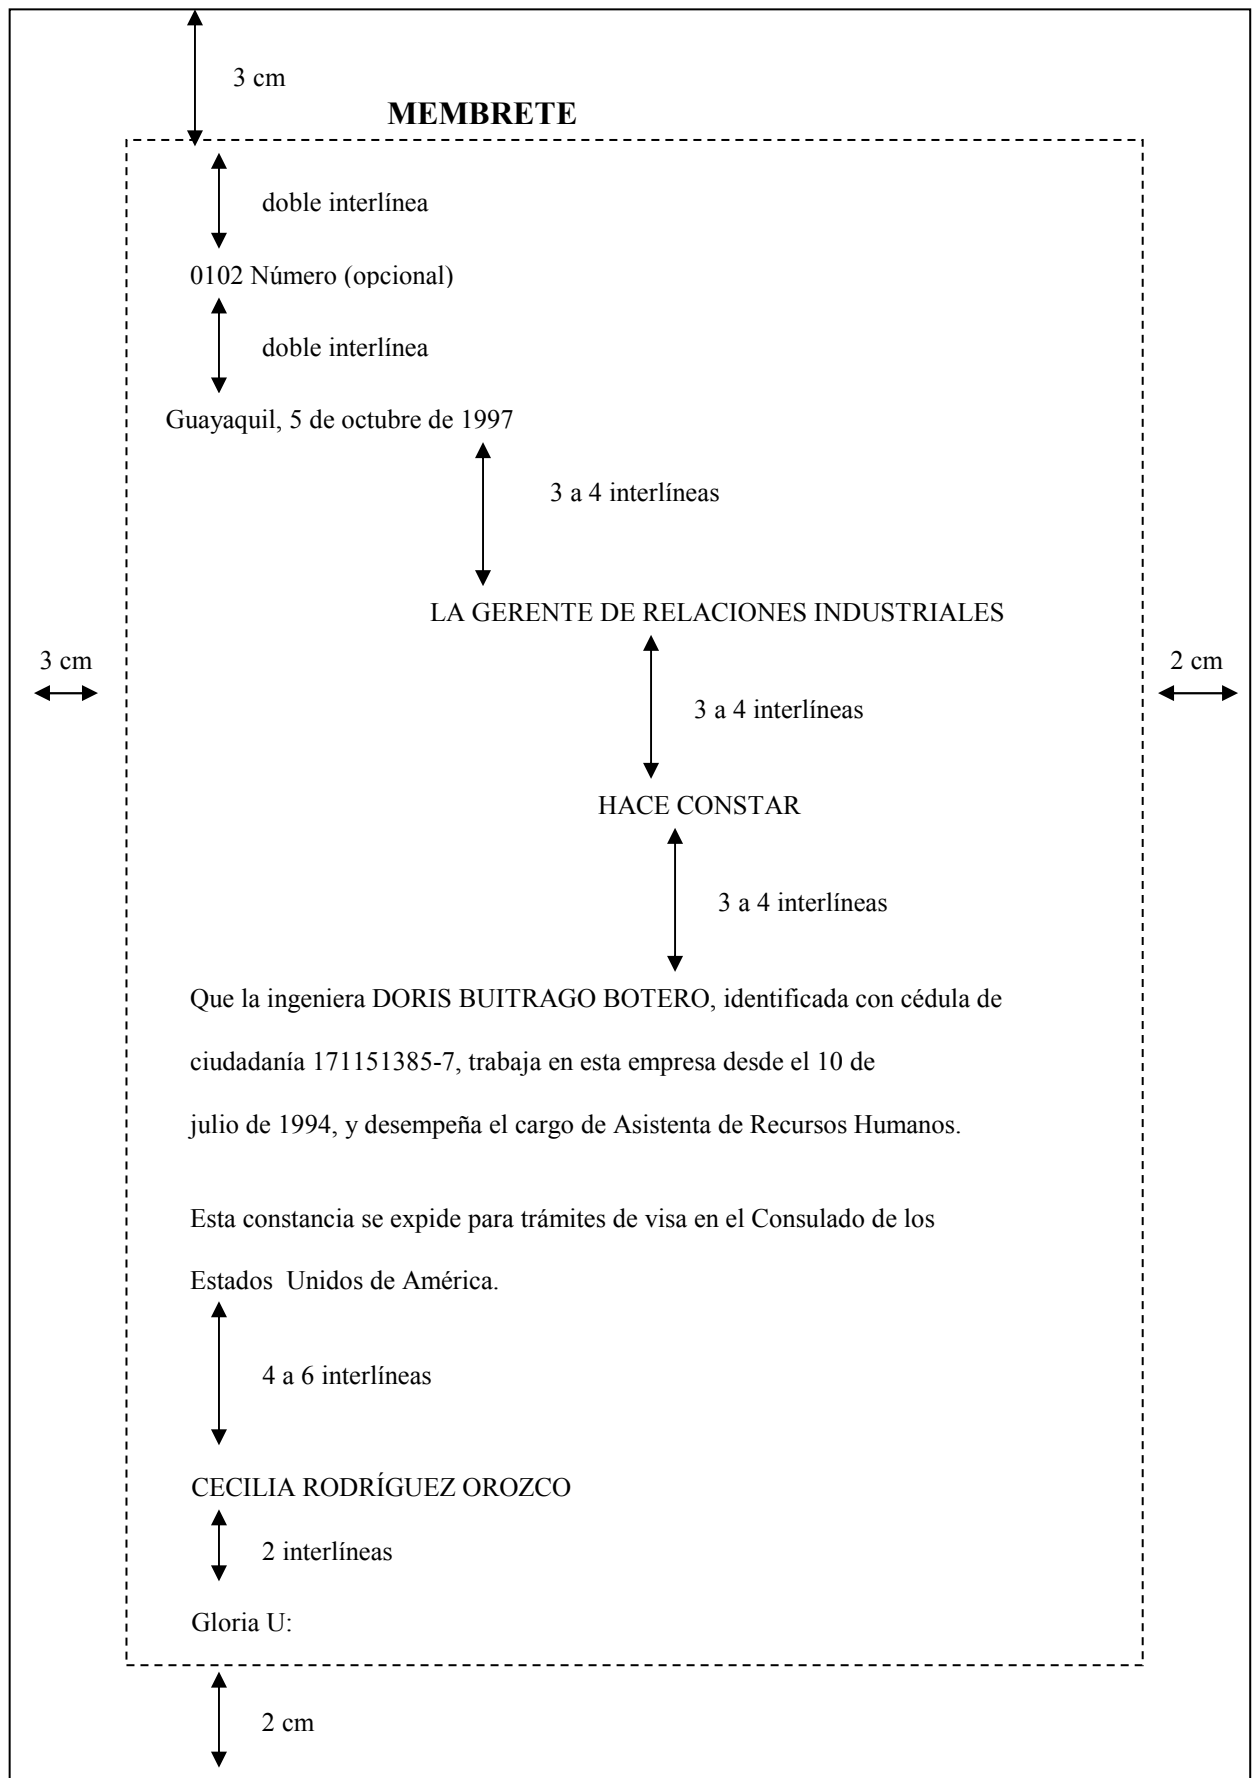 3 cm
MEMBRETE
doble interlínea
0102 Número (opcional)
doble interlínea
Guayaquil, 5 de octubre de 1997
3 a 4 interlíneas
LA GERENTE DE RELACIONES INDUSTRIALES
3 cm
2 cm
3 a 4 interlíneas
HACE CONSTAR
3 a 4 interlíneas
Que la ingeniera DORIS BUITRAGO BOTERO, identificada con cédula de
ciudadanía 171151385-7, trabaja en esta empresa desde el 10 de
julio de 1994, y desempeña el cargo de Asistenta de Recursos Humanos.
Esta constancia se expide para trámites de visa en el Consulado de los
Estados  Unidos de América.
4 a 6 interlíneas
CECILIA RODRÍGUEZ OROZCO
2 interlíneas
Gloria U:
2 cm